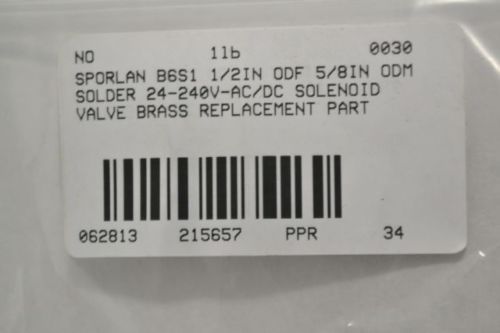 NO 1lb 0030
SPORLAN B6S1 1/2IN ODF 5/8IN ODM
SOLDER 24-240V-AC/DC SOLENOID
VALVE BRASS REPLACEMENT PART
062813 215657 PPR 34